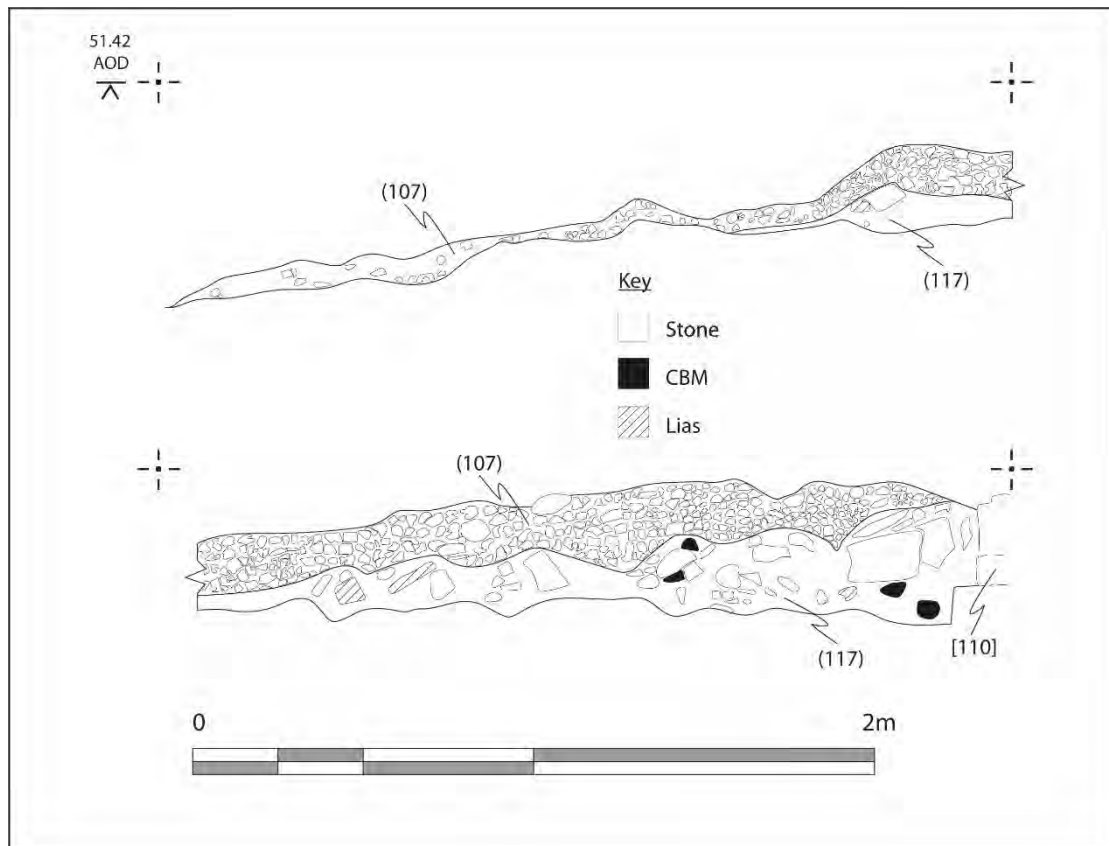 51.42
AOD
(107)
(117)
Key
Stone
CBM
Lias
(107)
(117)
[110]
0 2m